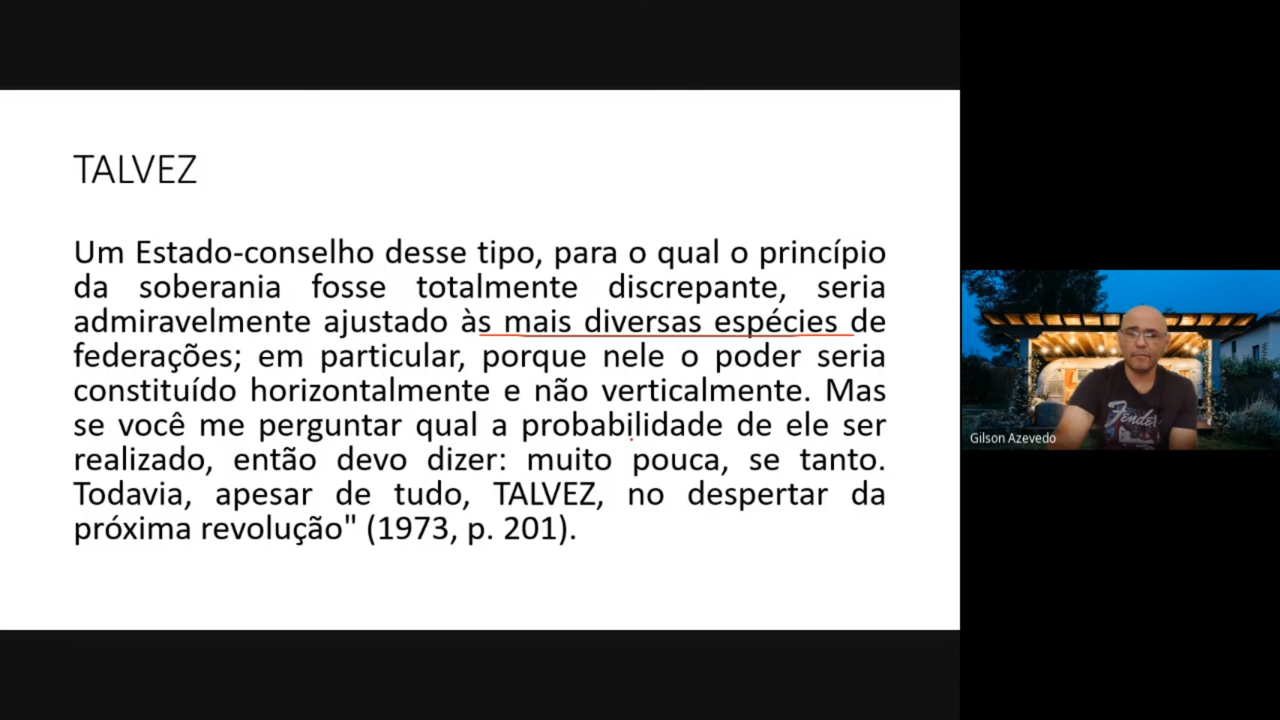 TALVEZ
Um Estado-conselho desse tipo, para o qual o princípio
da soberania fosse totalmente discrepante, seria
admiravelmente ajustado às mais diversas espécies de
federações; em particular, porque nele o poder seria
constituído horizontalmente e não verticalmente. Mas
se você me perguntar qual a probabilidade de ele ser
realizado, então devo dizer: muito pouca, se tanto.
Todavia, apesar de tudo, TALVEZ, no despertar da
próxima revolução" (1973, p. 201).
Fender
Gilson Azevedo